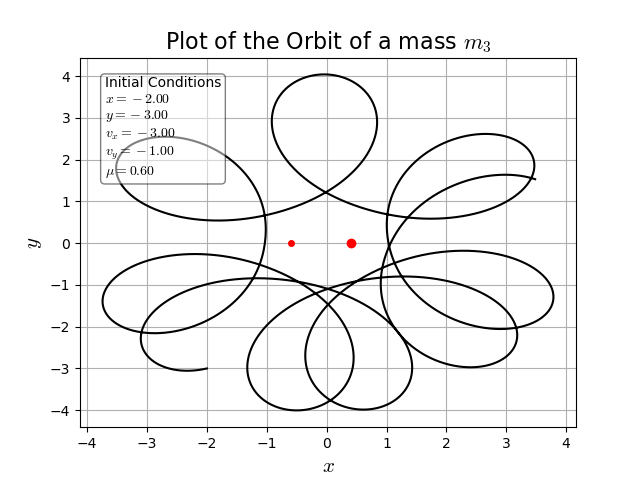 Plot of the Orbit of a mass m₃
Initial Conditions
x = −2.00
y = −3.00
vₓ = −3.00
v_y = −1.00
μ = 0.60
4
3
2
1
0
−1
−2
−3
−4
y
−4 −3 −2 −1 0 1 2 3 4
x